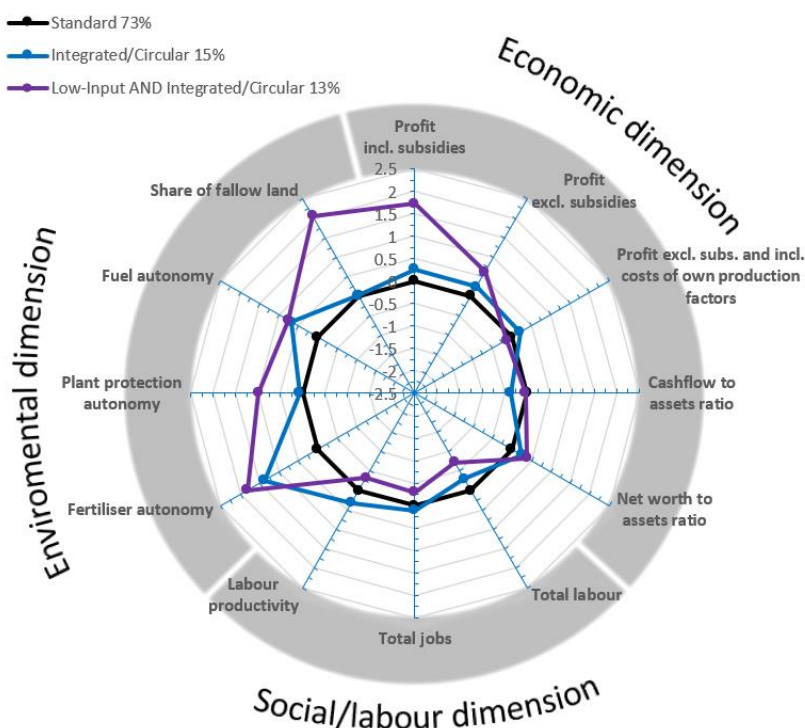 Standard 73%
Integrated/Circular 15%
Low-Input AND Integrated/Circular 13%
Economic dimension
Profit
incl. subsidies
2.5
2
1.5
1
0.5
0
-0.5
-1
-1.5
-2
-2.5
Profit
excl. subsidies
Profit excl. subs. and incl.
costs of own production
factors
Cashflow to
assets ratio
Net worth to
assets ratio
Total labour
Total jobs
Labour
productivity
Fertiliser autonomy
Plant protection
autonomy
Fuel autonomy
Share of fallow land
Enviromental dimension
Social/labour dimension